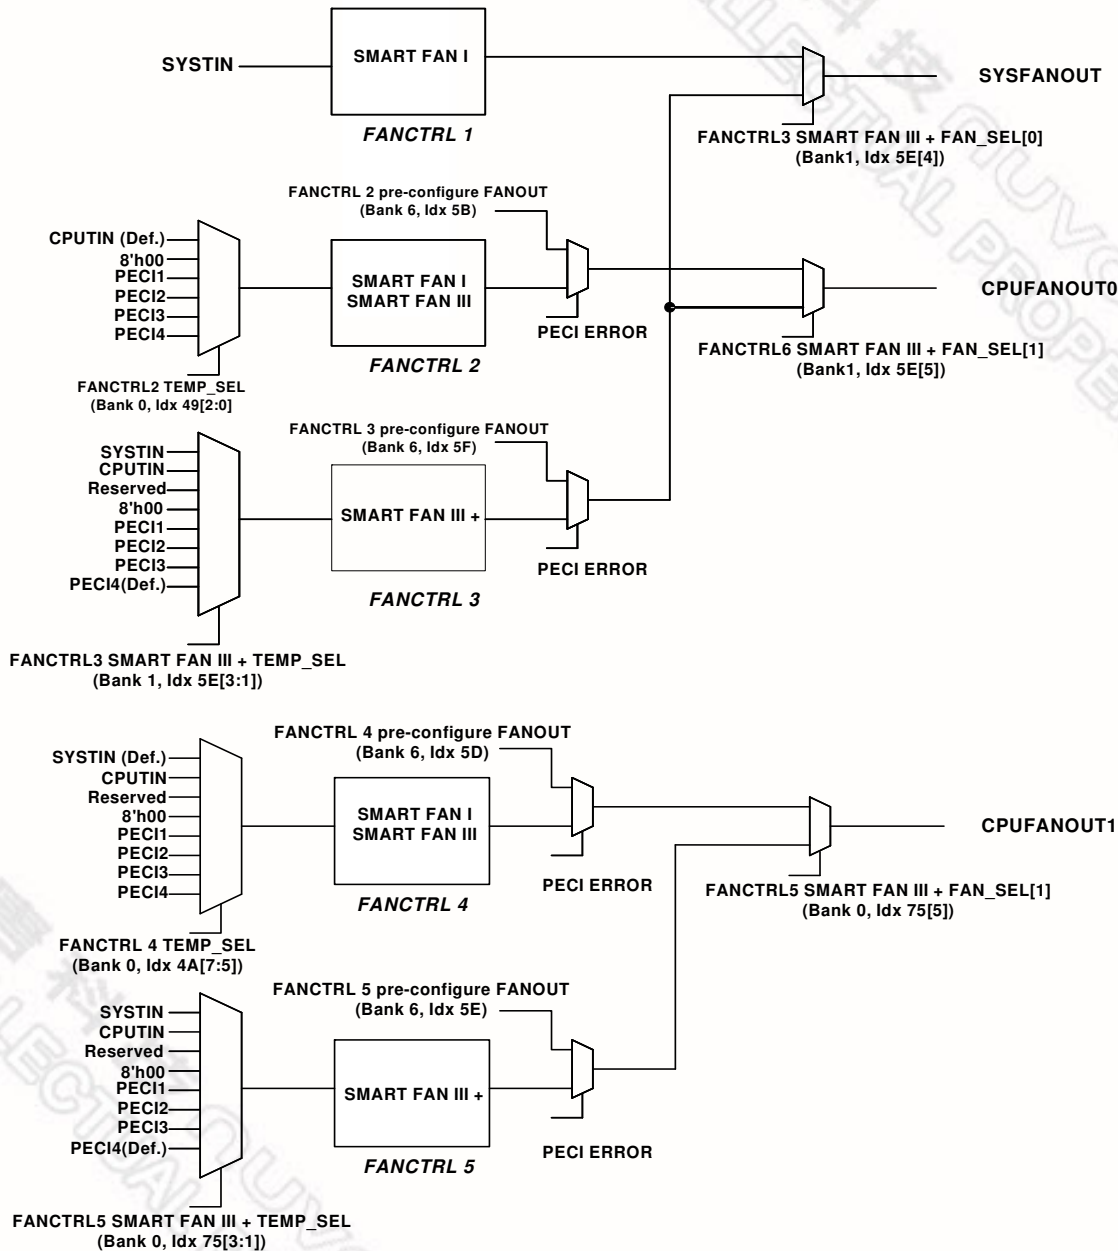 SYSTIN
SMART FAN I
FANCTRL 1
SYSFANOUT
FANCTRL3 SMART FAN III + FAN_SEL[0]
(Bank1, Idx 5E[4])
FANCTRL 2 pre-configure FANOUT
(Bank 6, Idx 5B)
CPUTIN (Def.)
8'h00
PECI1
PECI2
PECI3
PECI4
SMART FAN I
SMART FAN III
FANCTRL 2
PECI ERROR
CPUFANOUT0
FANCTRL6 SMART FAN III + FAN_SEL[1]
(Bank1, Idx 5E[5])
FANCTRL2 TEMP_SEL
(Bank 0, Idx 49[2:0]
FANCTRL 3 pre-configure FANOUT
(Bank 6, Idx 5F)
SYSTIN
CPUTIN
Reserved
8'h00
PECI1
PECI2
PECI3
PECI4(Def.)
SMART FAN III +
FANCTRL 3
PECI ERROR
FANCTRL3 SMART FAN III + TEMP_SEL
(Bank 1, Idx 5E[3:1])
FANCTRL 4 pre-configure FANOUT
(Bank 6, Idx 5D)
SYSTIN (Def.)
CPUTIN
Reserved
8'h00
PECI1
PECI2
PECI3
PECI4
SMART FAN I
SMART FAN III
FANCTRL 4
PECI ERROR
CPUFANOUT1
FANCTRL5 SMART FAN III + FAN_SEL[1]
(Bank 0, Idx 75[5])
FANCTRL 4 TEMP_SEL
(Bank 0, Idx 4A[7:5])
FANCTRL 5 pre-configure FANOUT
(Bank 6, Idx 5E)
SYSTIN
CPUTIN
Reserved
8'h00
PECI1
PECI2
PECI3
PECI4(Def.)
SMART FAN III +
FANCTRL 5
PECI ERROR
FANCTRL5 SMART FAN III + TEMP_SEL
(Bank 0, Idx 75[3:1])